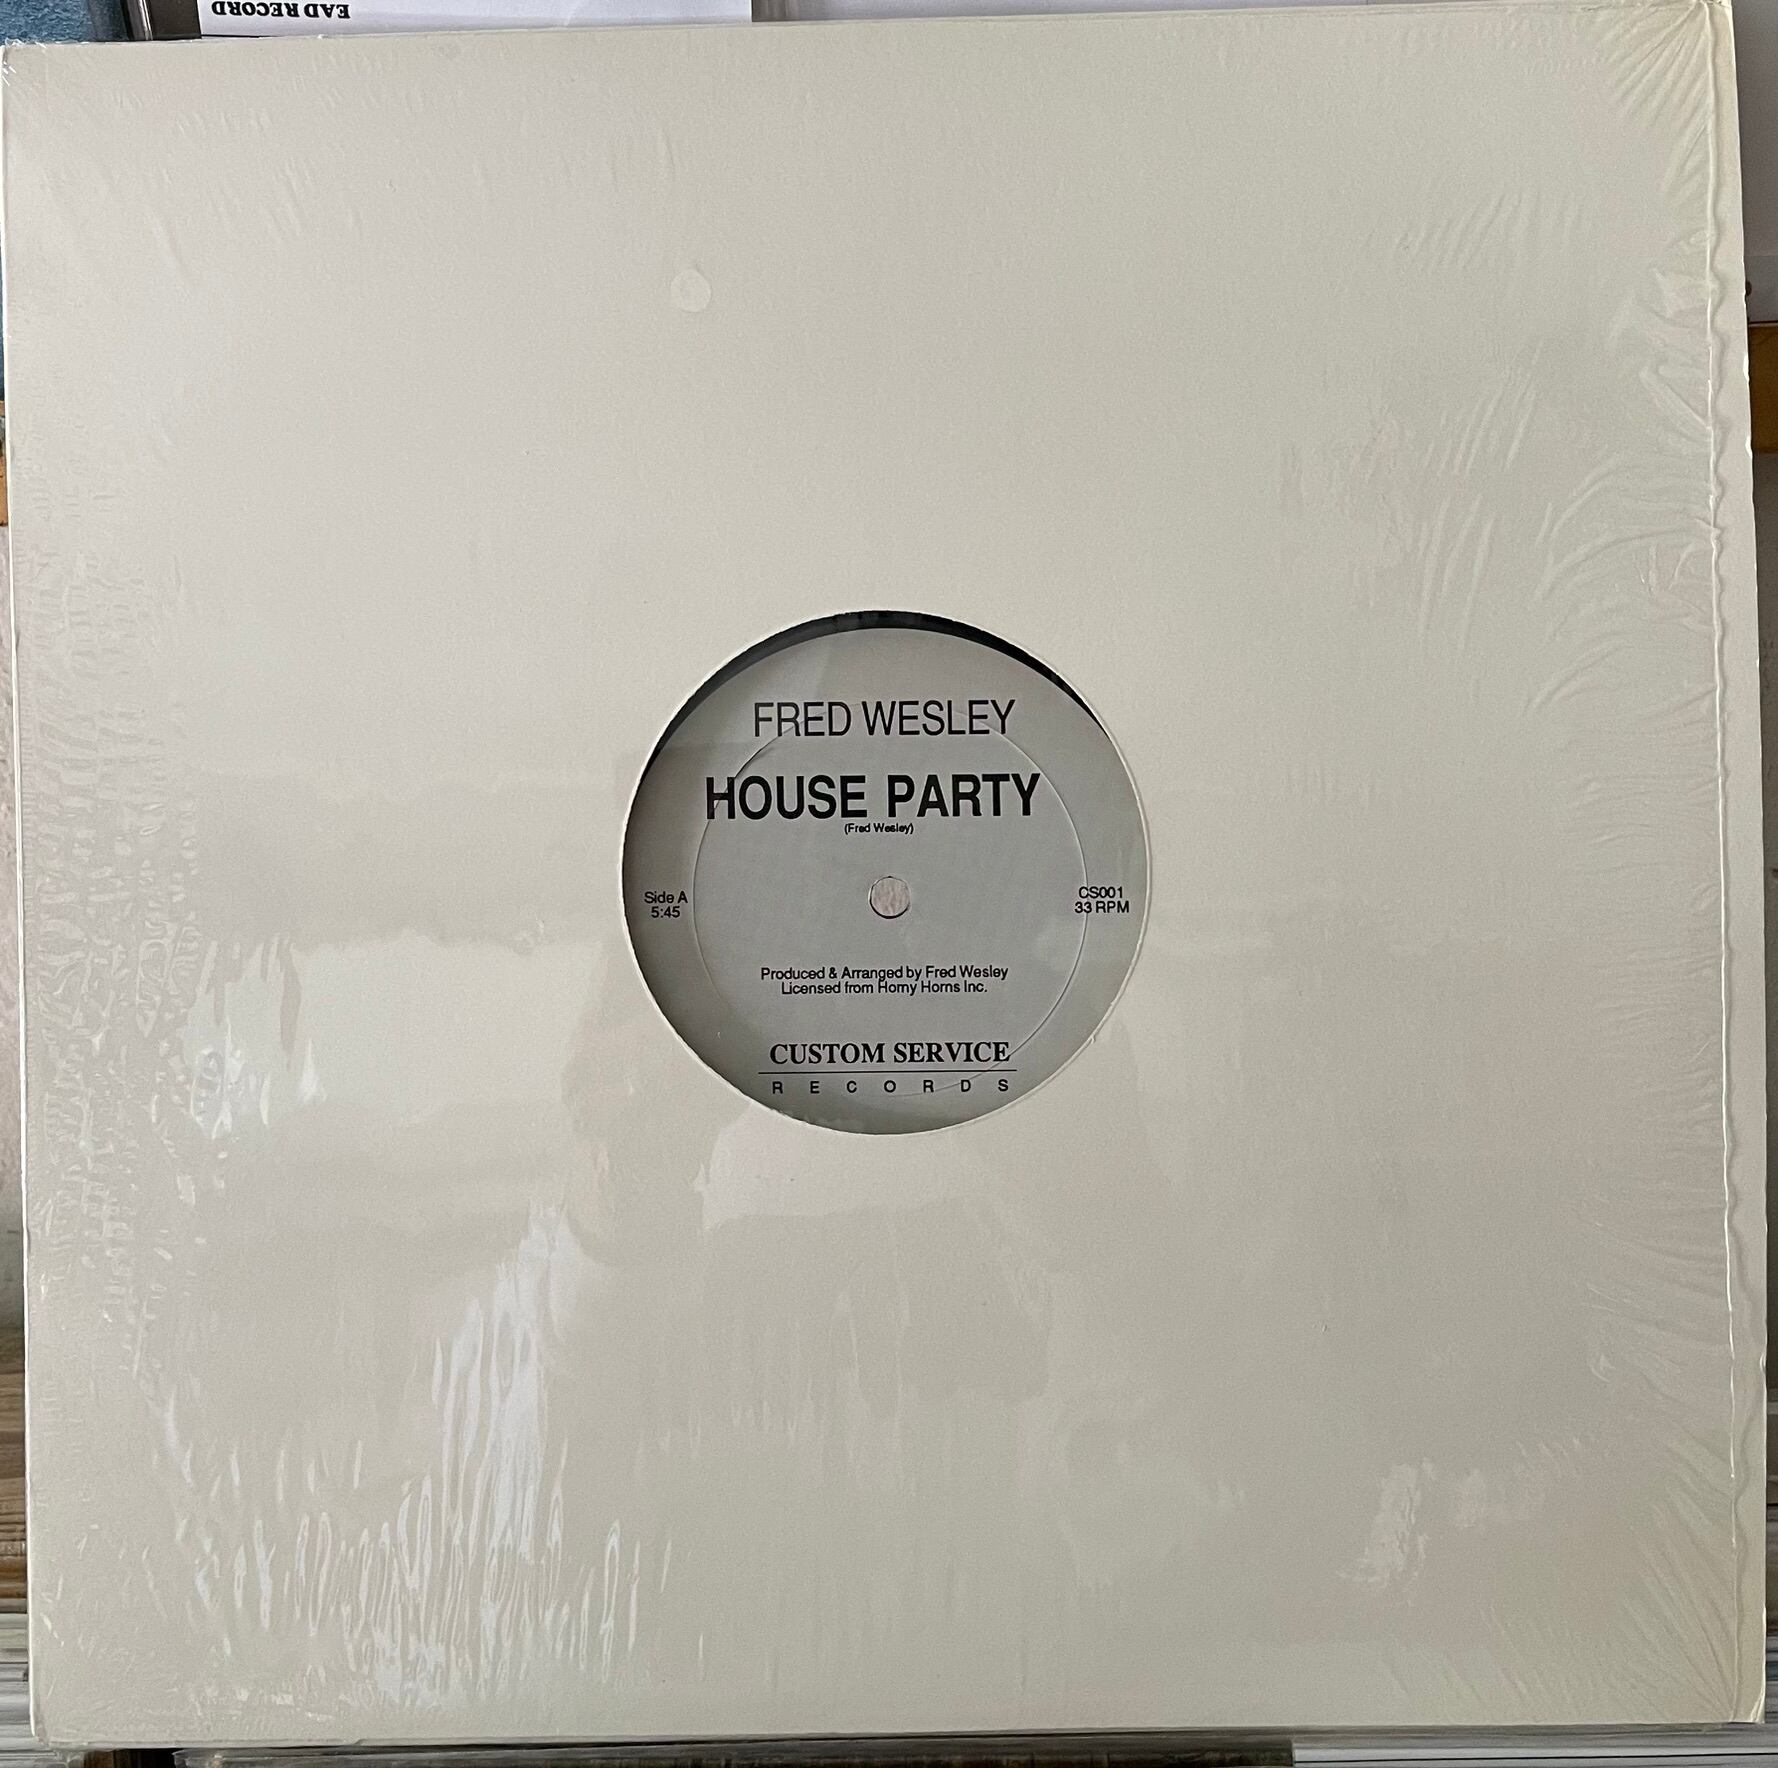 EAD RECORD
FRED WESLEY
HOUSE PARTY
(Fred Wesley)
Side A
5:45
CS001
33 RPM
Produced & Arranged by Fred Wesley
Licensed from Horny Horns Inc.
CUSTOM SERVICE
RECORDS